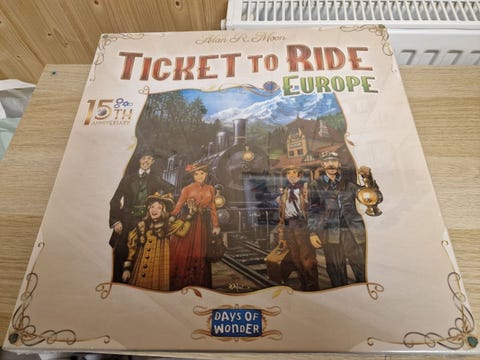 Alan R. Moon
TICKET TO RIDE
EUROPE
15TH
ANNIVERSARY
DAYS OF
WONDER